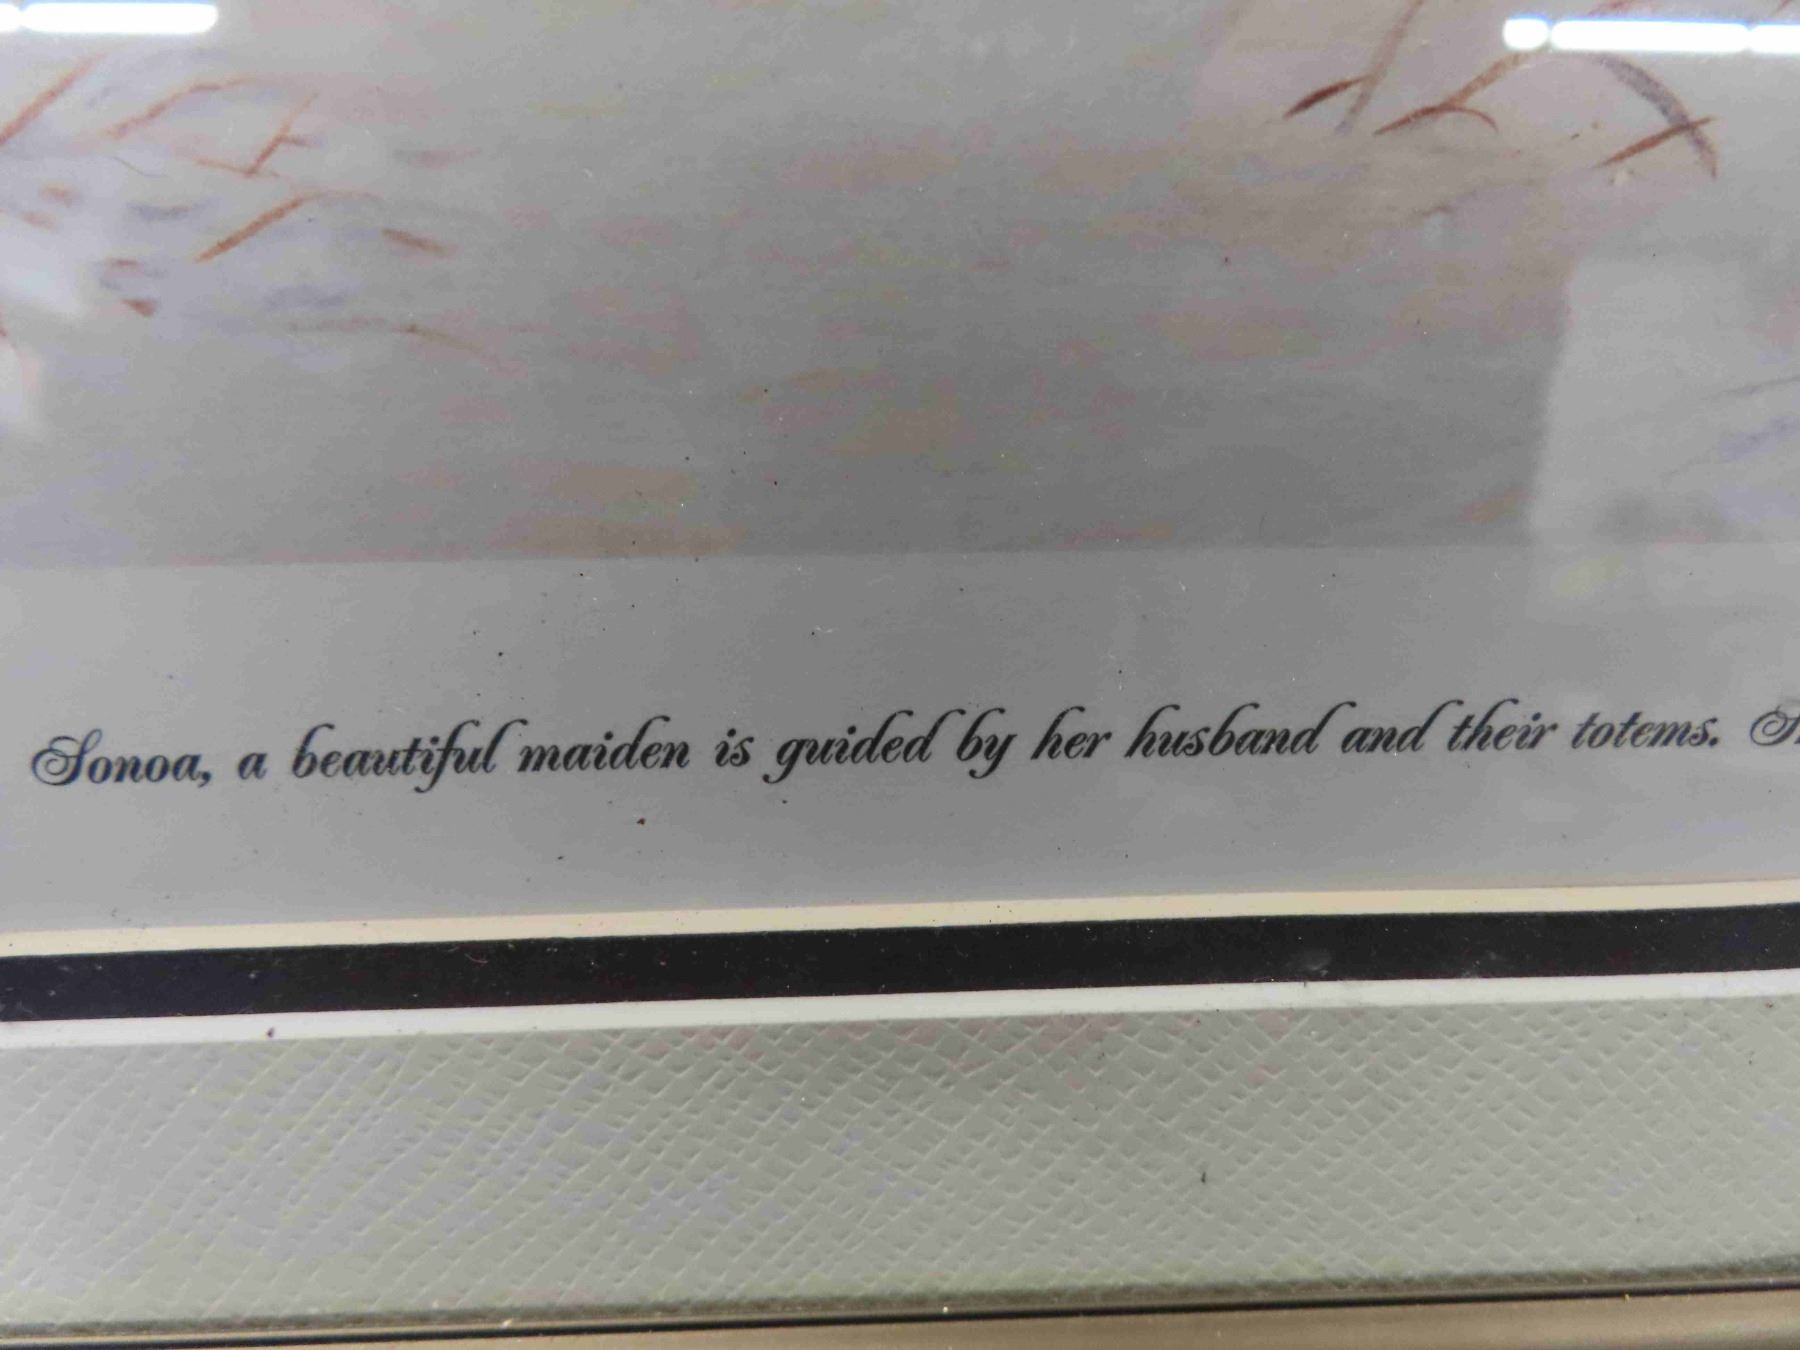 Sonoa, a beautiful maiden is guided by her husband and their totems.